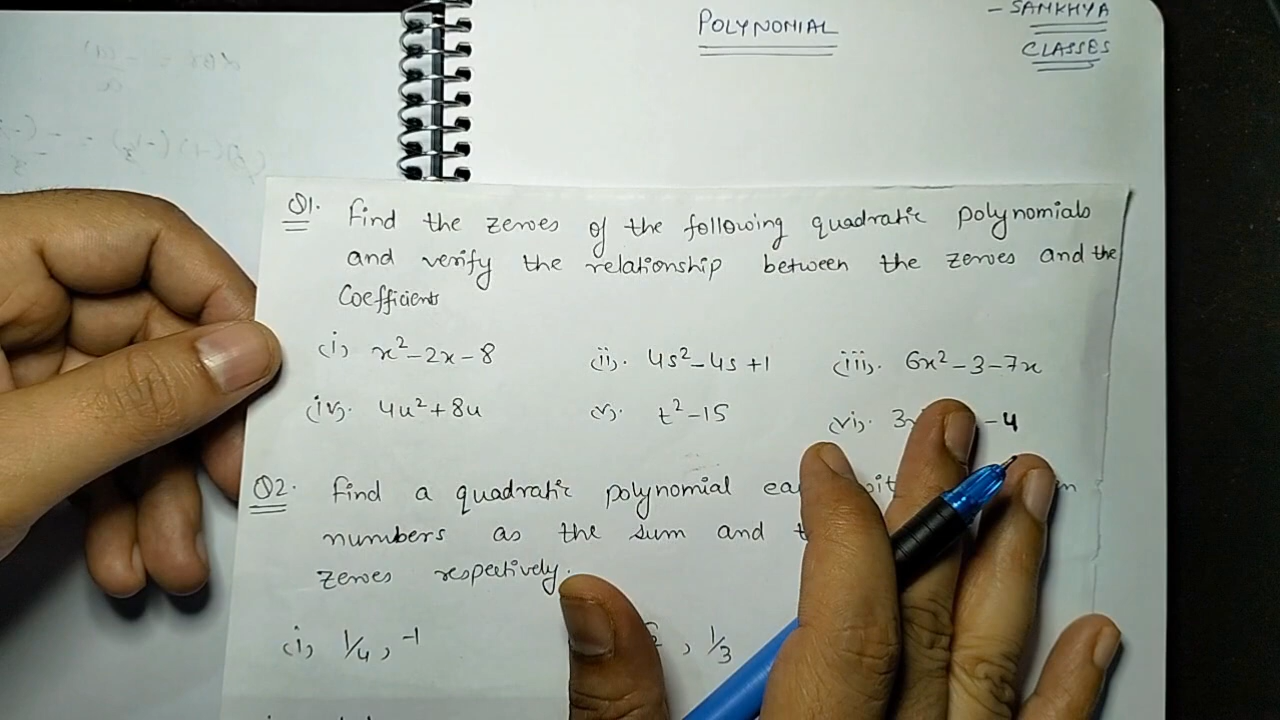 POLYNOMIAL
- SAMKHYA
CLASSES
Q1. Find the zeroes of the following quadratic polynomials
and verify the relationship between the zeroes and the
Coefficients
(i) x²-2x-8 (ii). 4s²-4s+1 (iii). 6x²-3-7x
(iv). 4u²+8u (v). t²-15 (vi). 3 -4
Q2. Find a quadratic polynomial
numbers as the sum and
zeroes respectively.
(i) 1/4, -1 , 1/3